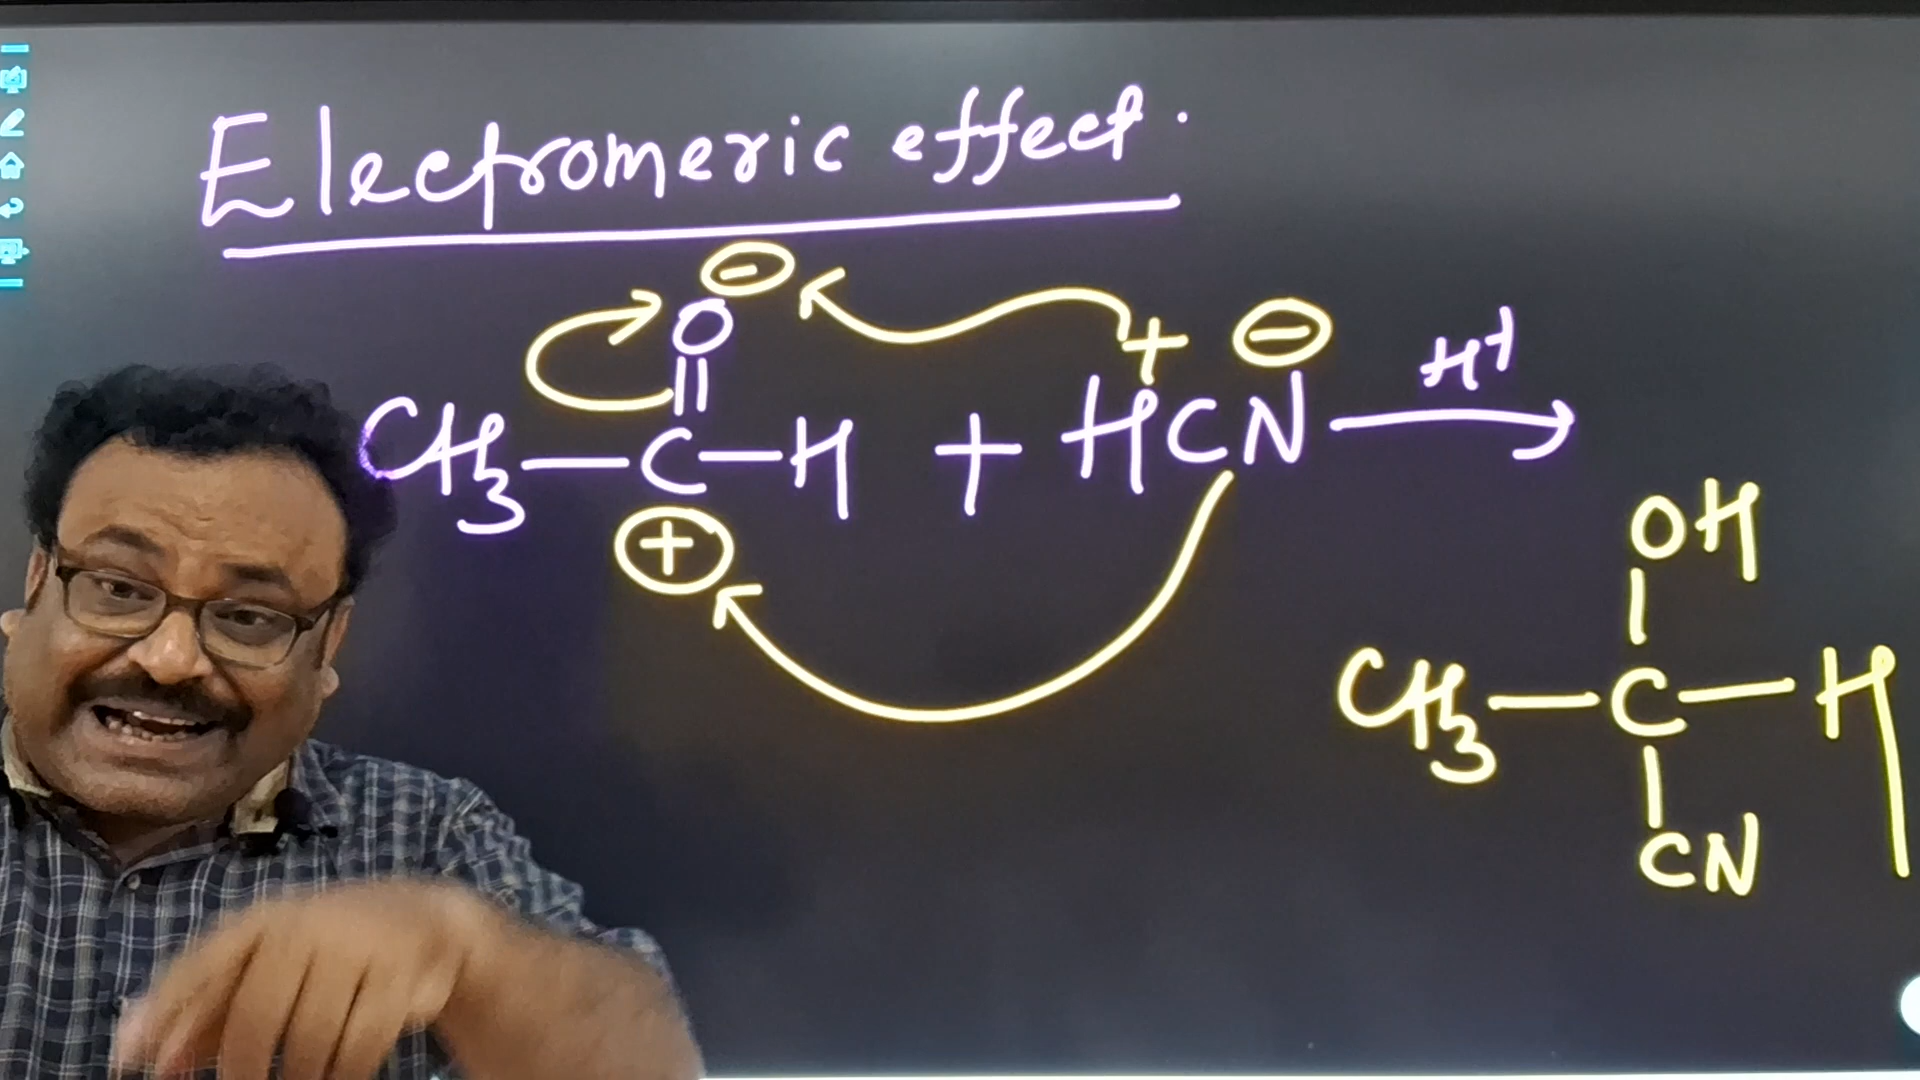 Electromeric effect.
⊖
O + ⊖
|| H+
CH3—C—H + HCN ⟶
⊕
OH
|
CH3—C—H
|
CN